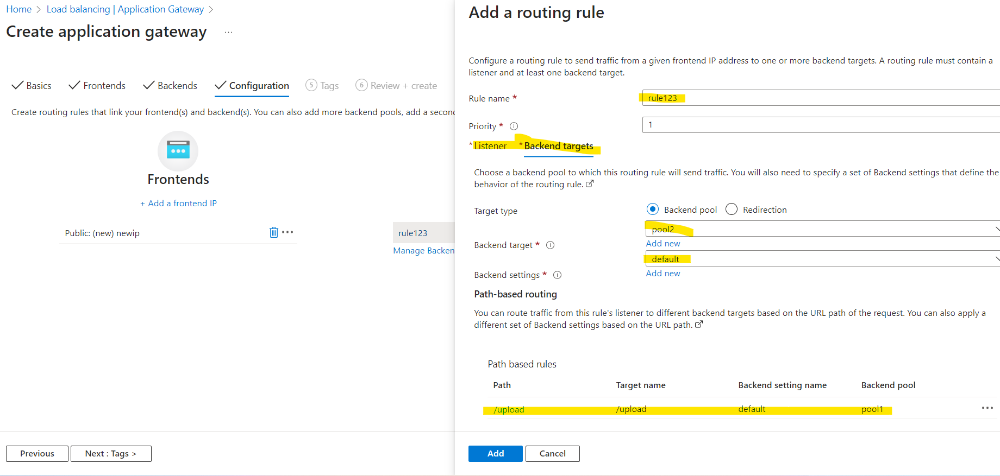 Home > Load balancing | Application Gateway >
Create application gateway ...
Basics Frontends Backends Configuration 5 Tags 6 Review + create
Create routing rules that link your frontend(s) and backend(s). You can also add more backend pools, add a secon
Frontends
+ Add a frontend IP
Public: (new) newip
rule123
Manage Backen
Previous
Next : Tags >
Add a routing rule
Configure a routing rule to send traffic from a given frontend IP address to one or more backend targets. A routing rule must contain a
listener and at least one backend target.
Rule name * rule123
Priority * 1
* Listener * Backend targets
Choose a backend pool to which this routing rule will send traffic. You will also need to specify a set of Backend settings that define the
behavior of the routing rule.
Target type Backend pool Redirection
pool2
Backend target * Add new
default
Backend settings * Add new
Path-based routing
You can route traffic from this rule's listener to different backend targets based on the URL path of the request. You can also apply a
different set of Backend settings based on the URL path.
Path based rules
Path Target name Backend setting name Backend pool
/upload /upload default pool1
Add
Cancel